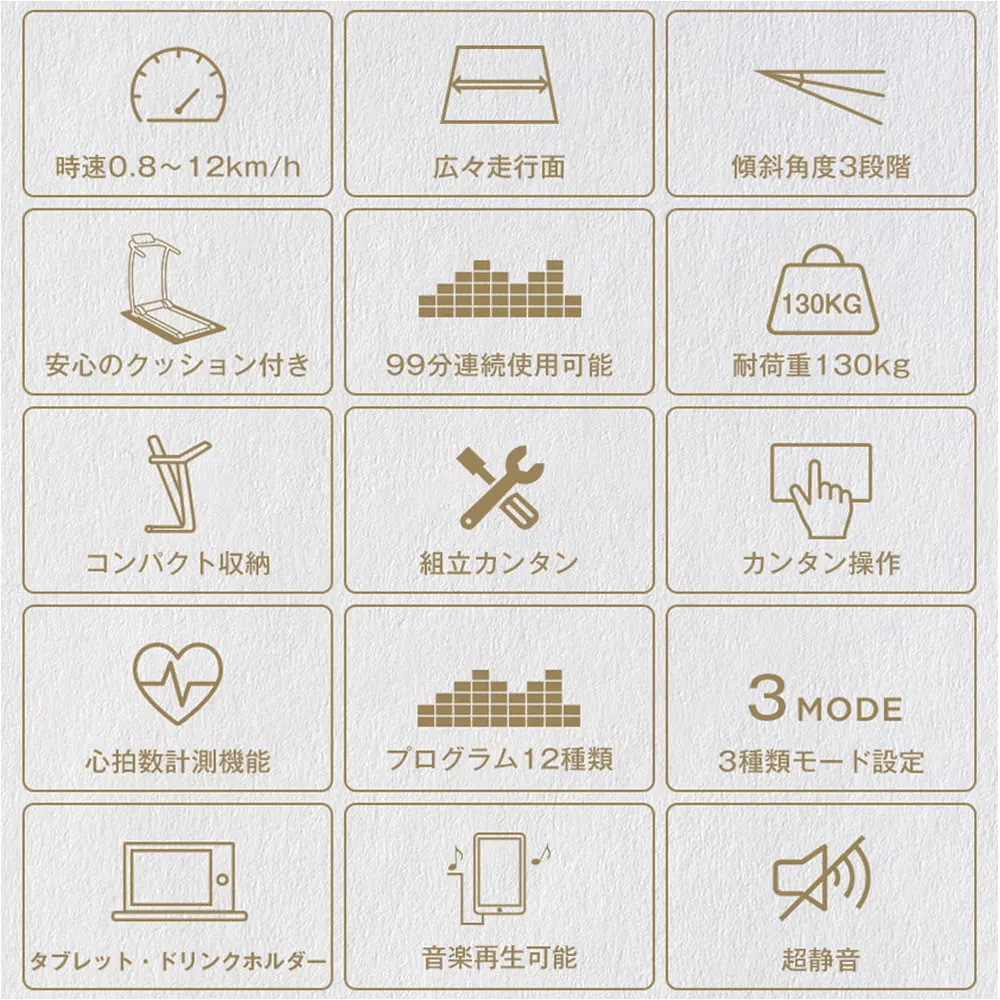 時速0.8～12km/h
広々走行面
傾斜角度3段階
安心のクッション付き
99分連続使用可能
130KG
耐荷重130kg
コンパクト収納
組立カンタン
カンタン操作
心拍数計測機能
プログラム12種類
3 MODE
3種類モード設定
タブレット・ドリンクホルダー
音楽再生可能
超静音